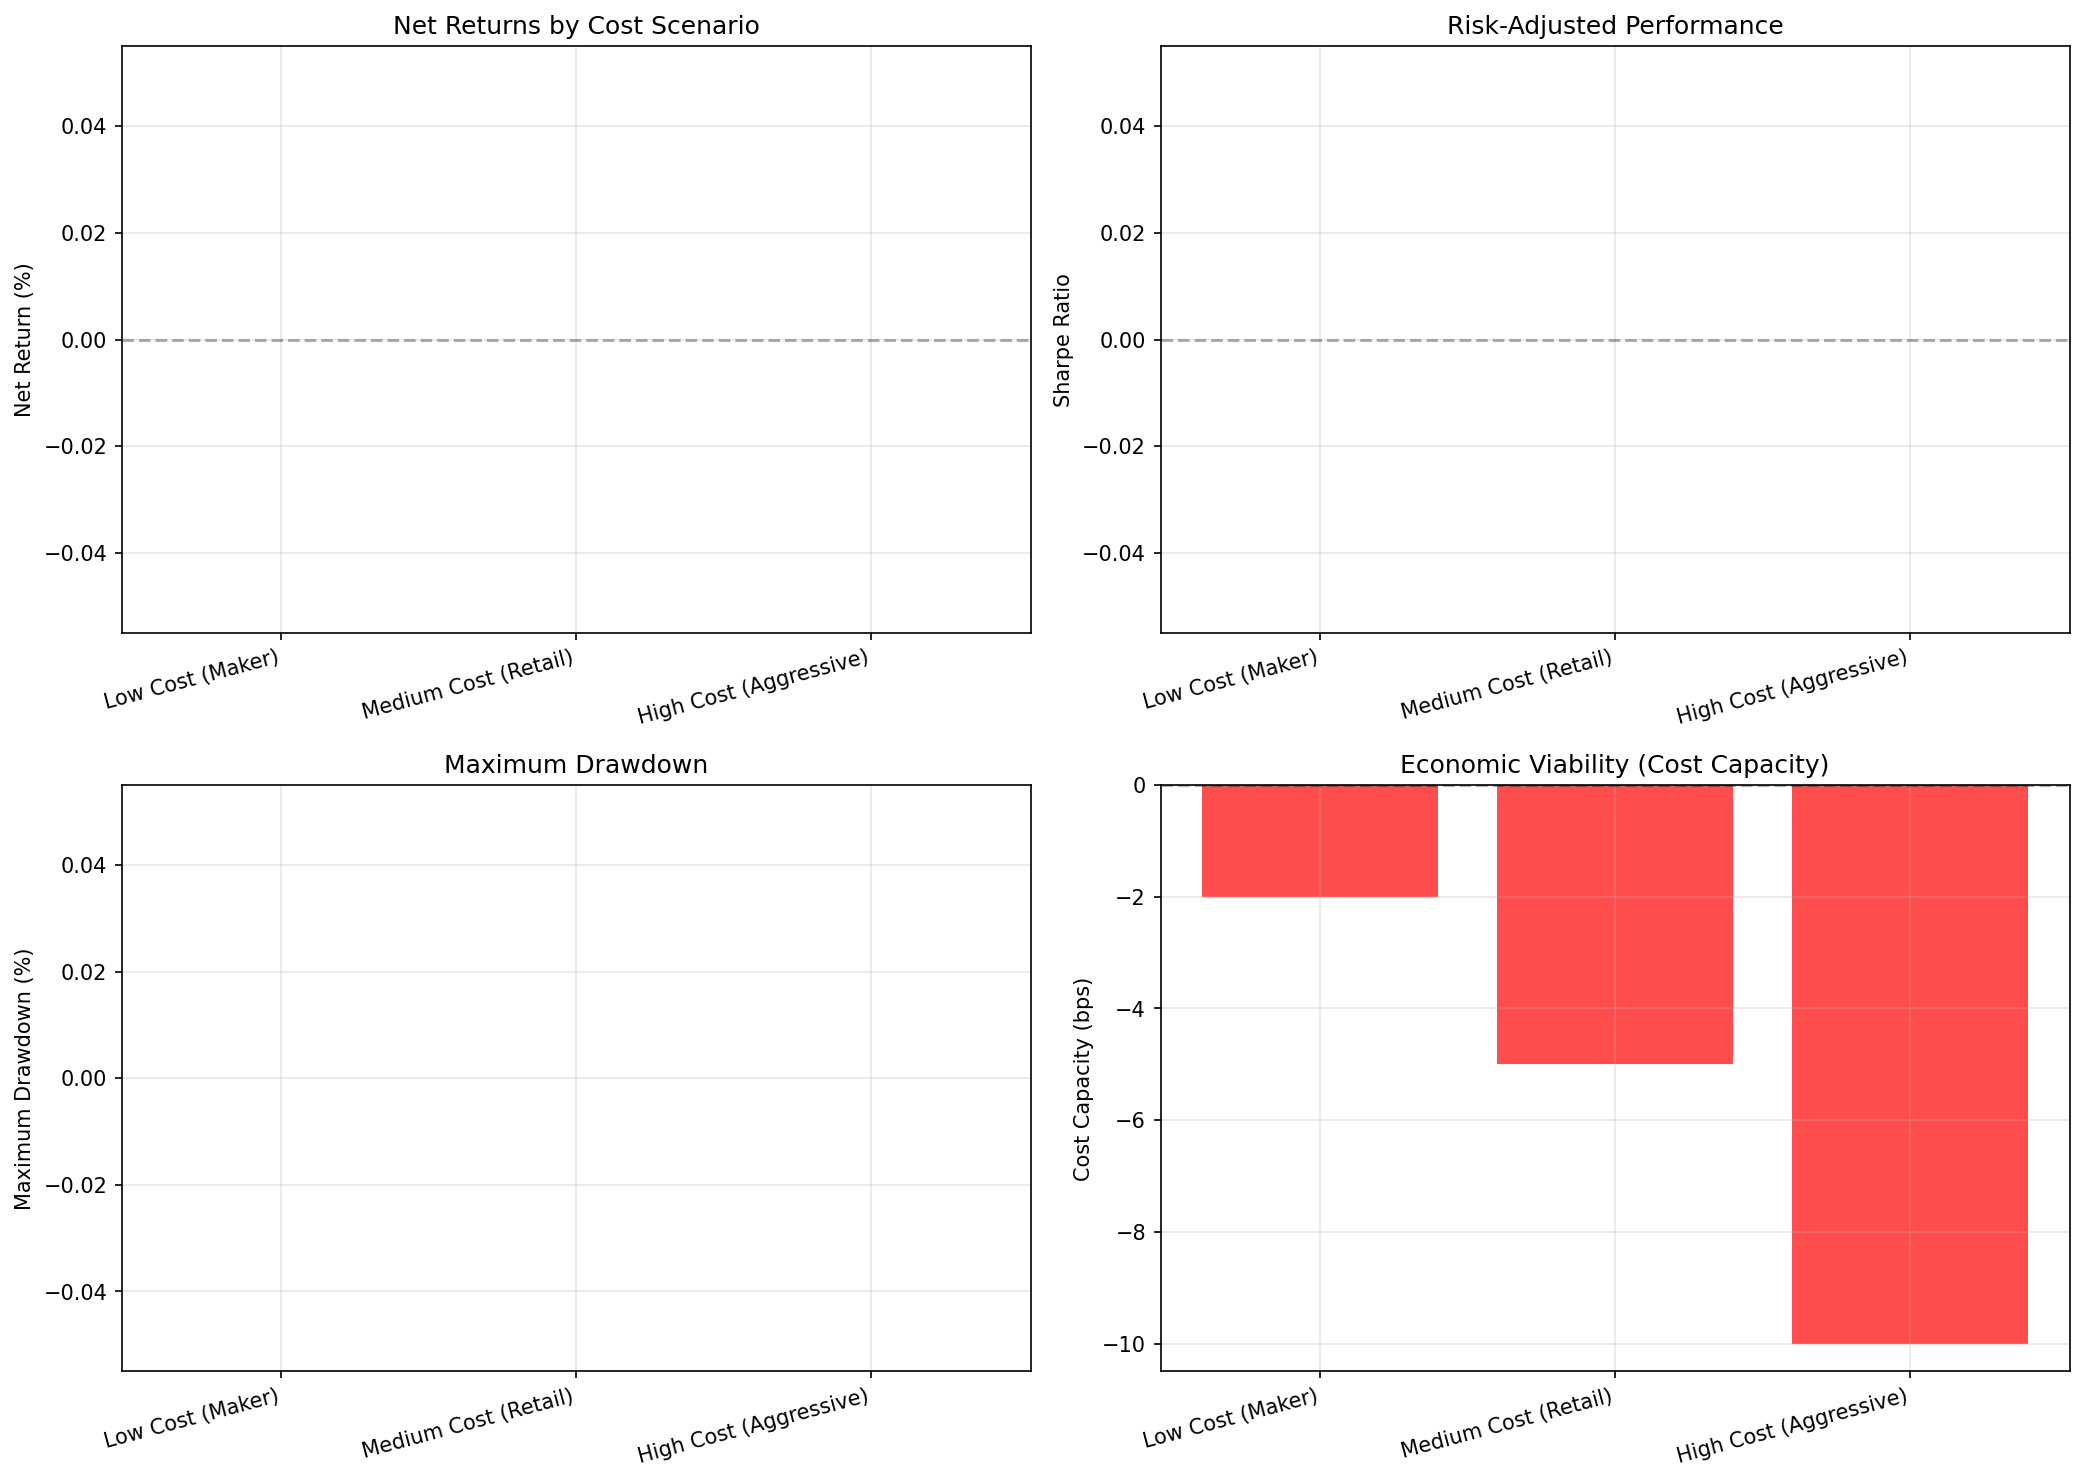 Net Returns by Cost Scenario
Net Return (%)
0.04
0.02
0.00
−0.02
−0.04
Low Cost (Maker)
Medium Cost (Retail)
High Cost (Aggressive)
Risk-Adjusted Performance
Sharpe Ratio
0.04
0.02
0.00
−0.02
−0.04
Low Cost (Maker)
Medium Cost (Retail)
High Cost (Aggressive)
Maximum Drawdown
Maximum Drawdown (%)
0.04
0.02
0.00
−0.02
−0.04
Low Cost (Maker)
Medium Cost (Retail)
High Cost (Aggressive)
Economic Viability (Cost Capacity)
Cost Capacity (bps)
0
−2
−4
−6
−8
−10
Low Cost (Maker)
Medium Cost (Retail)
High Cost (Aggressive)